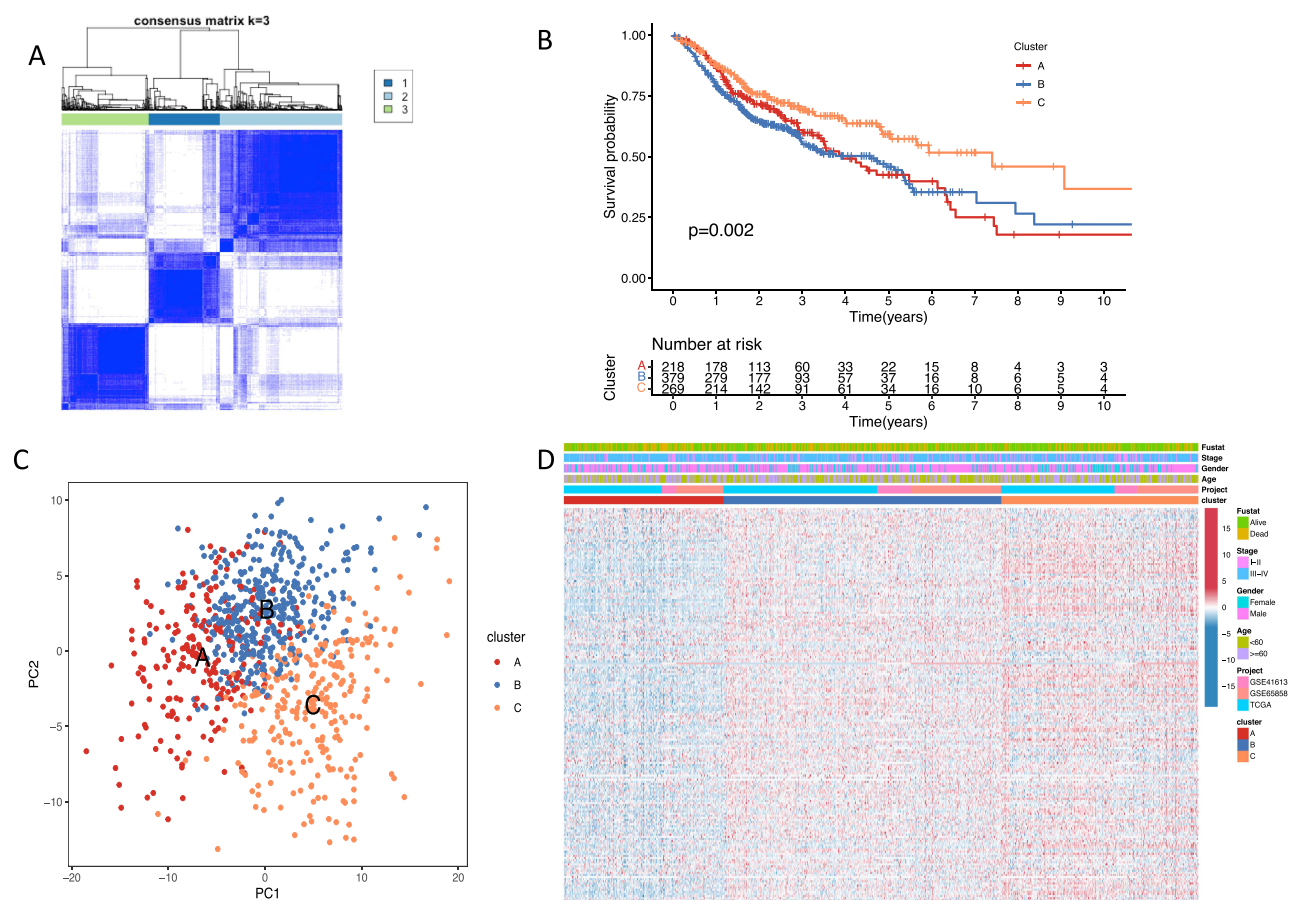 A
consensus matrix k=3
1
2
3
B
Survival probability
1.00
0.75
0.50
0.25
0.00
p=0.002
Cluster
A
B
C
0 1 2 3 4 5 6 7 8 9 10
Time(years)
Number at risk
Cluster
A 218 178 113 60 33 22 15 8 4 3 3
B 379 279 177 93 57 37 16 8 6 5 4
C 269 214 142 91 61 34 16 10 6 5 4
0 1 2 3 4 5 6 7 8 9 10
Time(years)
C
PC2
10
5
0
−5
−10
A
B
C
−20 −10 0 10 20
PC1
cluster
A
B
C
D
Fustat
Stage
Gender
Age
Project
cluster
15
10
5
0
−5
−10
−15
Fustat
Alive
Dead
Stage
I−II
III−IV
Gender
Female
Male
Age
<60
>=60
Project
GSE41613
GSE65858
TCGA
cluster
A
B
C